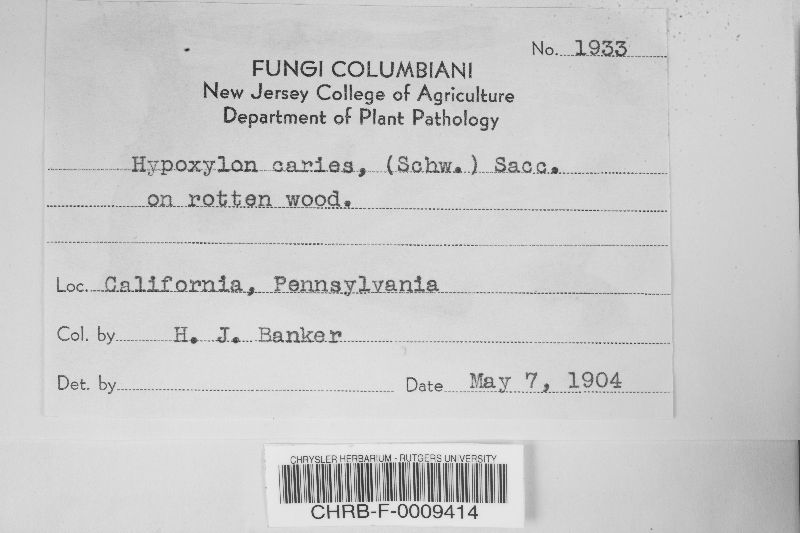 No. 1933
FUNGI COLUMBIANI
New Jersey College of Agriculture
Department of Plant Pathology
Hypoxylon caries, (Schw.) Sacc.
on rotten wood.
Loc. California, Pennsylvania
Col. by H. J. Banker
Det. by Date May 7, 1904
CHRYSLER HERBARIUM - RUTGERS UNIVERSITY
CHRB-F-0009414